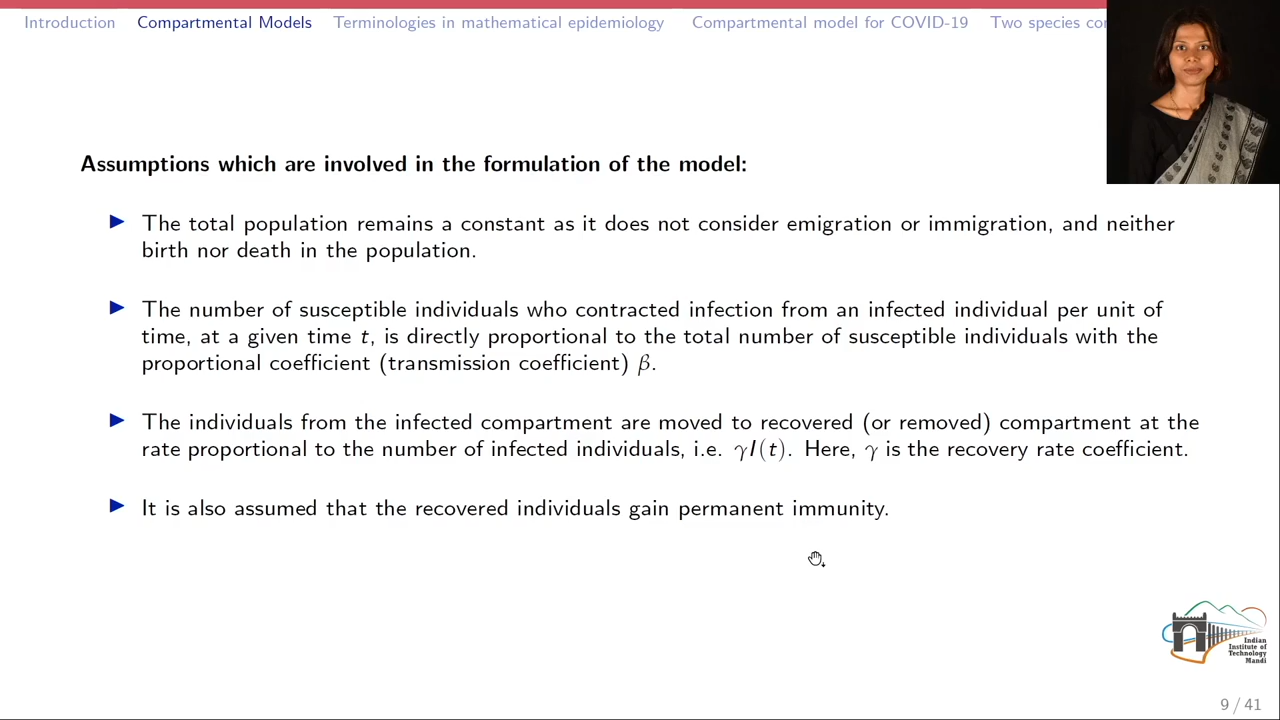 Introduction Compartmental Models Terminologies in mathematical epidemiology Compartmental model for COVID-19 Two species
Assumptions which are involved in the formulation of the model:
The total population remains a constant as it does not consider emigration or immigration, and neither
birth nor death in the population.
The number of susceptible individuals who contracted infection from an infected individual per unit of
time, at a given time t, is directly proportional to the total number of susceptible individuals with the
proportional coefficient (transmission coefficient) β.
The individuals from the infected compartment are moved to recovered (or removed) compartment at the
rate proportional to the number of infected individuals, i.e. γI(t). Here, γ is the recovery rate coefficient.
It is also assumed that the recovered individuals gain permanent immunity.
Indian
Institute of
Technology
Mandi
9 / 41